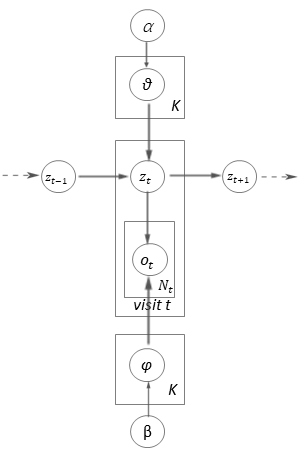 α
ϑ
K
z_{t-1} z_t z_{t+1}
o_t
N_t
visit t
φ
K
β